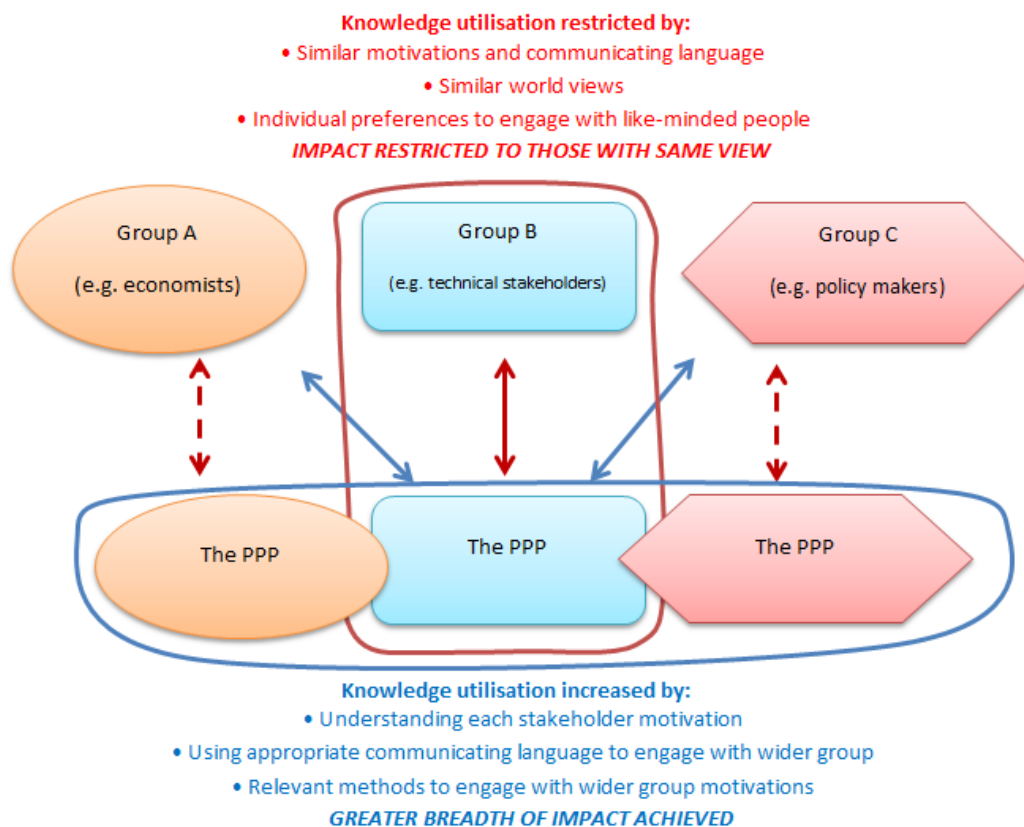 Knowledge utilisation restricted by:
• Similar motivations and communicating language
• Similar world views
• Individual preferences to engage with like-minded people
IMPACT RESTRICTED TO THOSE WITH SAME VIEW
Group A
(e.g. economists)
Group B
(e.g. technical stakeholders)
Group C
(e.g. policy makers)
The PPP
The PPP
The PPP
Knowledge utilisation increased by:
• Understanding each stakeholder motivation
• Using appropriate communicating language to engage with wider group
• Relevant methods to engage with wider group motivations
GREATER BREADTH OF IMPACT ACHIEVED